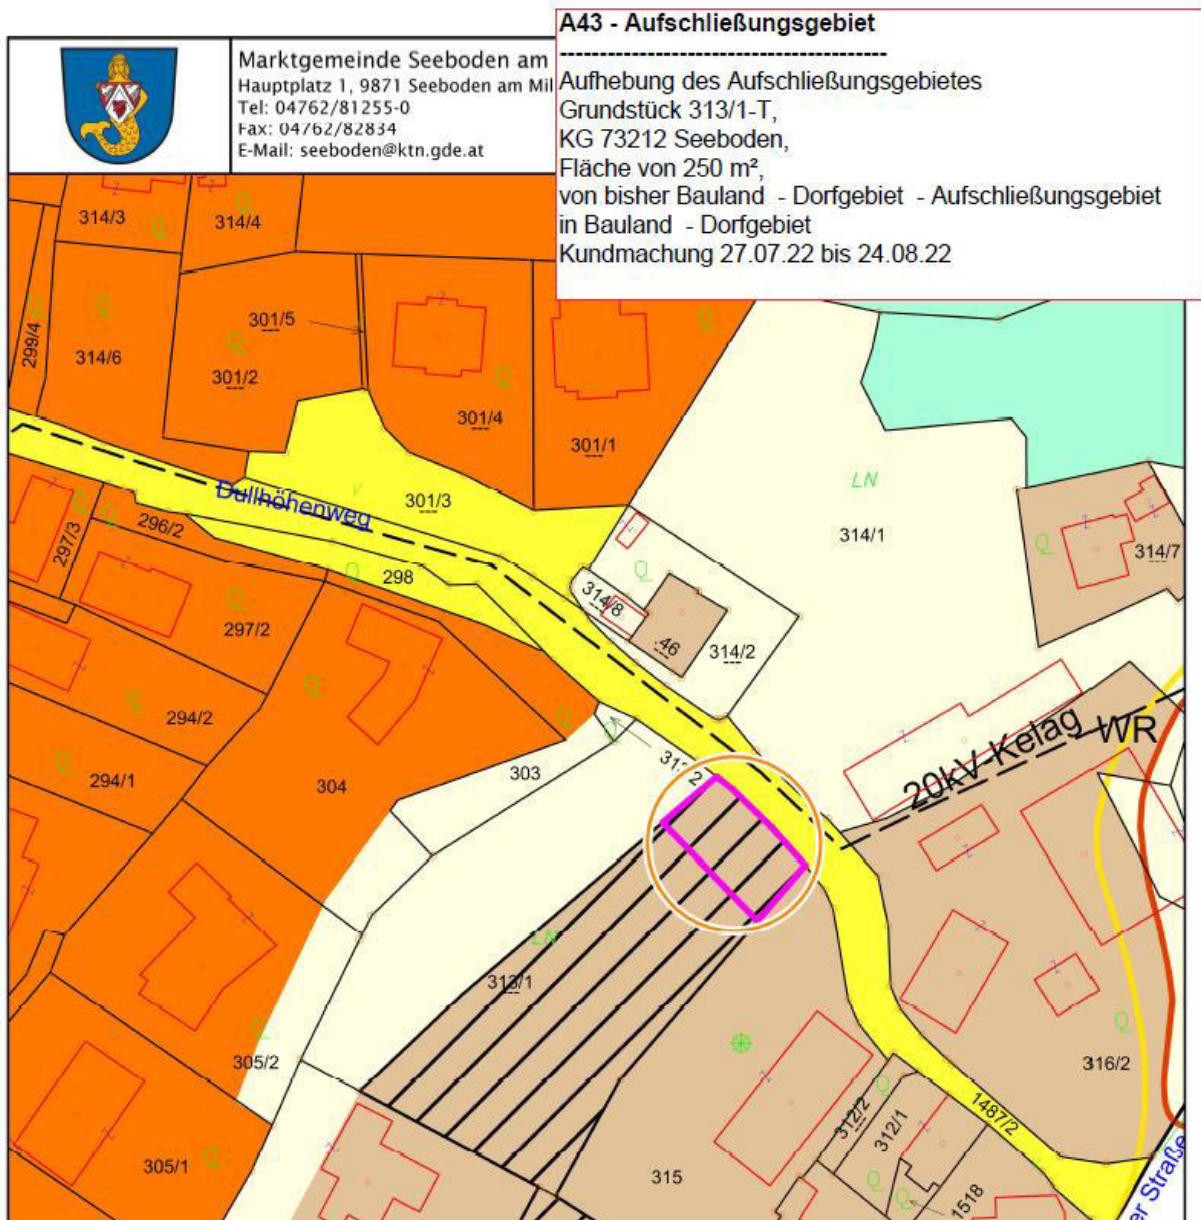 A43 - Aufschließungsgebiet
-----------------------------------------
Aufhebung des Aufschließungsgebietes
Grundstück 313/1-T,
KG 73212 Seeboden,
Fläche von 250 m²,
von bisher Bauland - Dorfgebiet - Aufschließungsgebiet
in Bauland - Dorfgebiet
Kundmachung 27.07.22 bis 24.08.22
Marktgemeinde Seeboden am
Hauptplatz 1, 9871 Seeboden am Mil
Tel: 04762/81255-0
Fax: 04762/82834
E-Mail: seeboden@ktn.gde.at
314/3
314/4
299/4
314/6
301/5
301/2
301/4
301/1
Dullhöhenweg
301/3
LN
314/1
314/7
297/3
296/2
298
314/8
.46
314/2
297/2
294/2
294/1
304
303
20kV-Kelag
WR
LN
313/1
305/2
305/1
315
312/2
312/1
1487/2
1518
316/2
er Straße